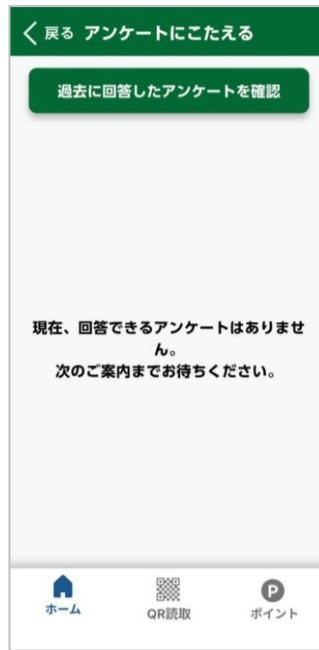 戻る アンケートにこたえる
過去に回答したアンケートを確認
現在、回答できるアンケートはありませ
ん。
次のご案内までお待ちください。
ホーム
QR読取
P
ポイント